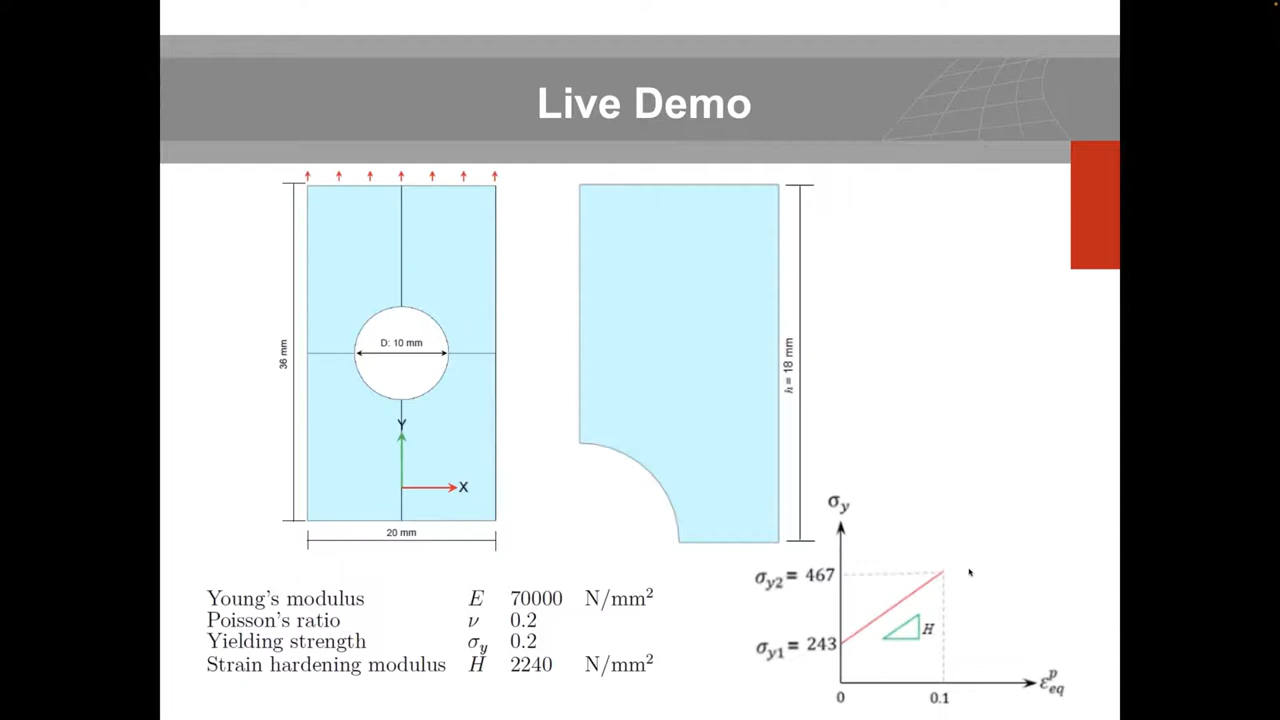 Live Demo
36 mm
D: 10 mm
Y
X
20 mm
h = 18 mm
Young's modulus E 70000 N/mm²
Poisson's ratio ν 0.2
Yielding strength σy 0.2
Strain hardening modulus H 2240 N/mm²
σy
σy2 = 467
H
σy1 = 243
0 0.1
ε^p_eq